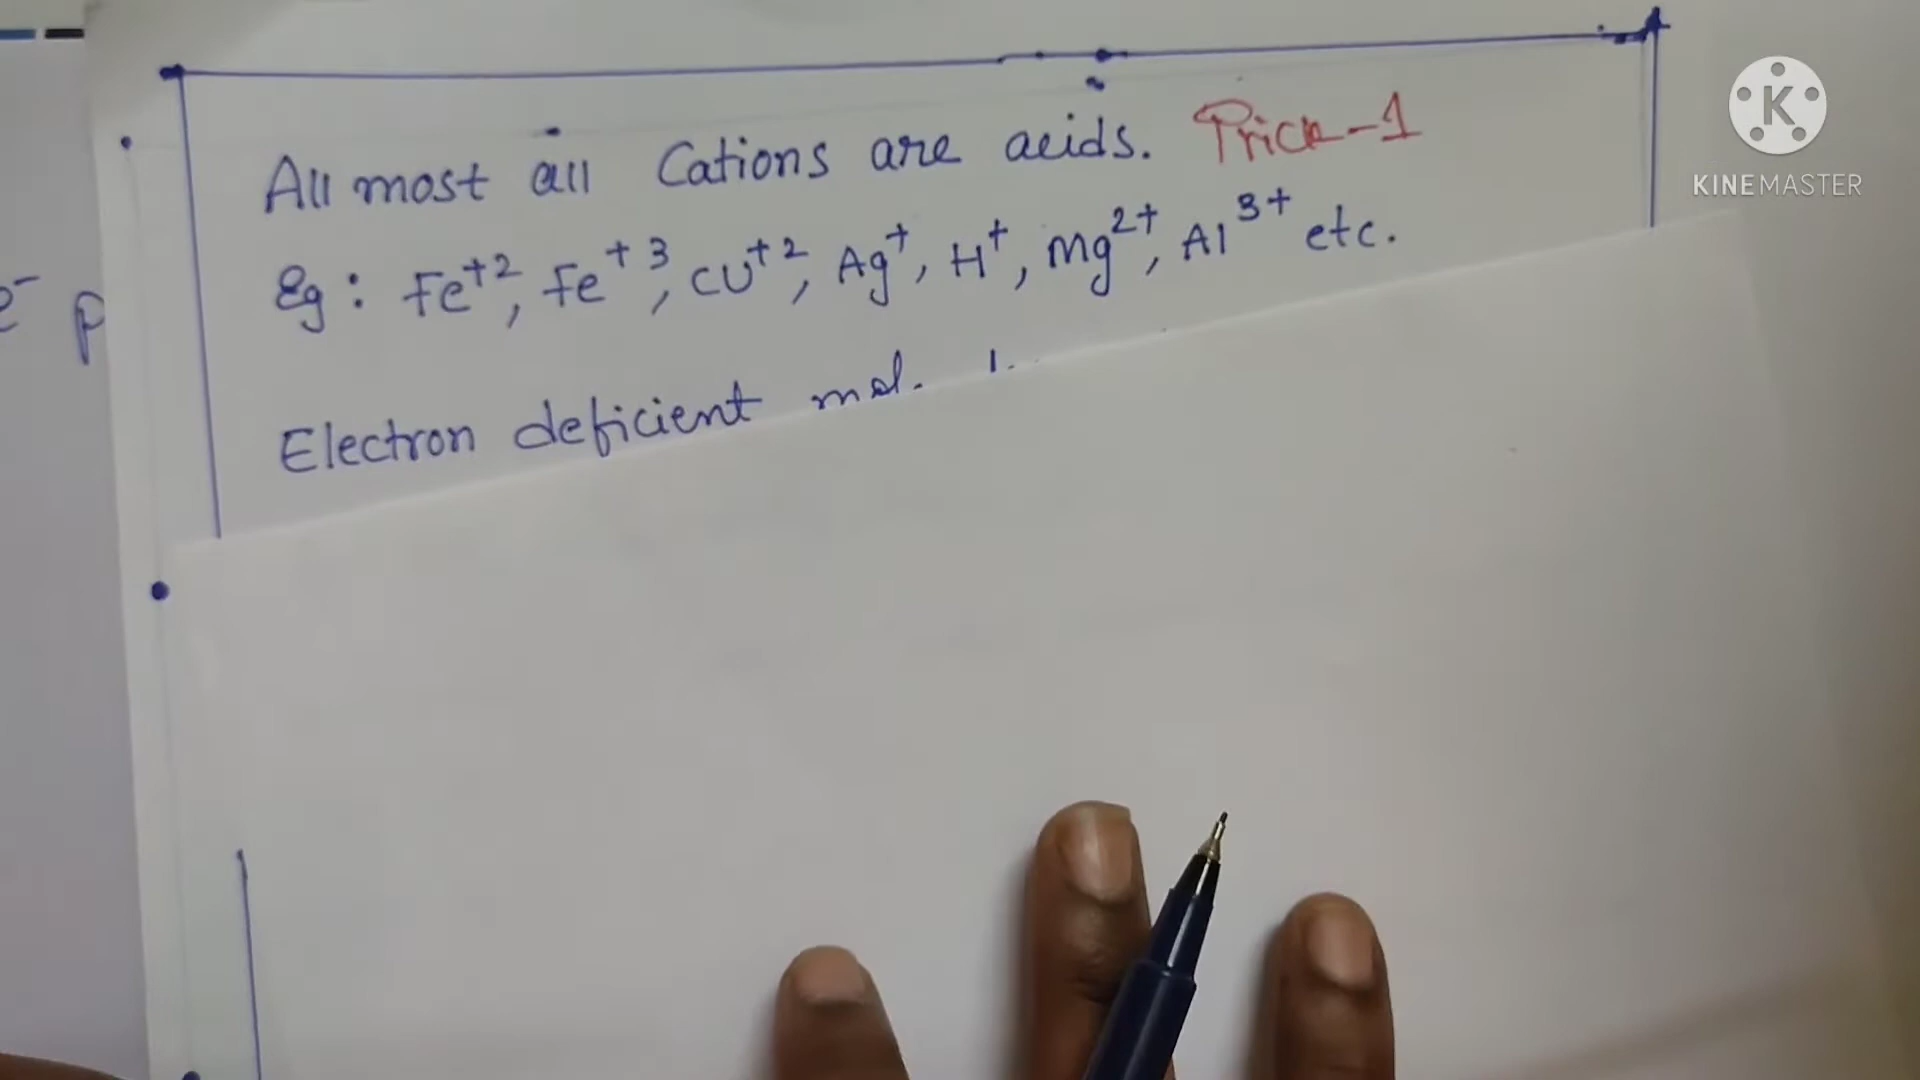 All most all Cations are acids. Trick-1
Eg: Fe⁺², Fe⁺³, Cu⁺², Ag⁺, H⁺, Mg²⁺, Al³⁺ etc.
Electron deficient
e⁻ p
K
KINEMASTER